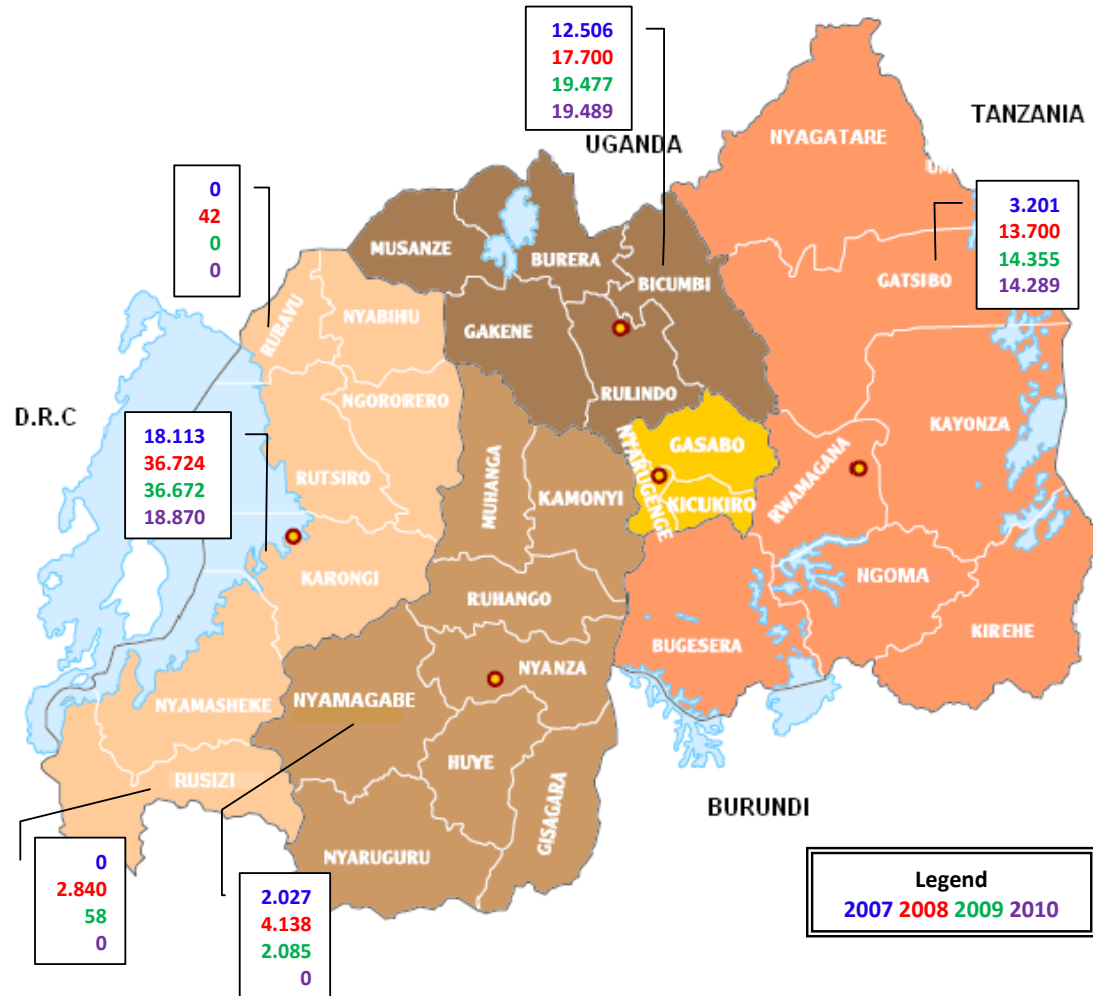 12.506
17.700
19.477
19.489
TANZANIA
NYAGATARE
UGANDA
UM
0
42
0
0
3.201
13.700
14.355
14.289
MUSANZE
BURERA
BICUMBI
GATSIBO
RUBAVU
NYABIHU
GAKENE
NGORORERO
RULINDO
D.R.C
KAYONZA
18.113
36.724
36.672
18.870
GASABO
RUTSIRO
MUHANGA
KAMONYI
NYARUGENGE
KICUKIRO
RWAMAGANA
KARONGI
NGOMA
RUHANGO
KIREHE
BUGESERA
NYANZA
NYAMASHEKE
NYAMAGABE
HUYE
RUSIZI
GISAGARA
BURUNDI
NYARUGURU
0
2.840
58
0
2.027
4.138
2.085
0
Legend
2007 2008 2009 2010